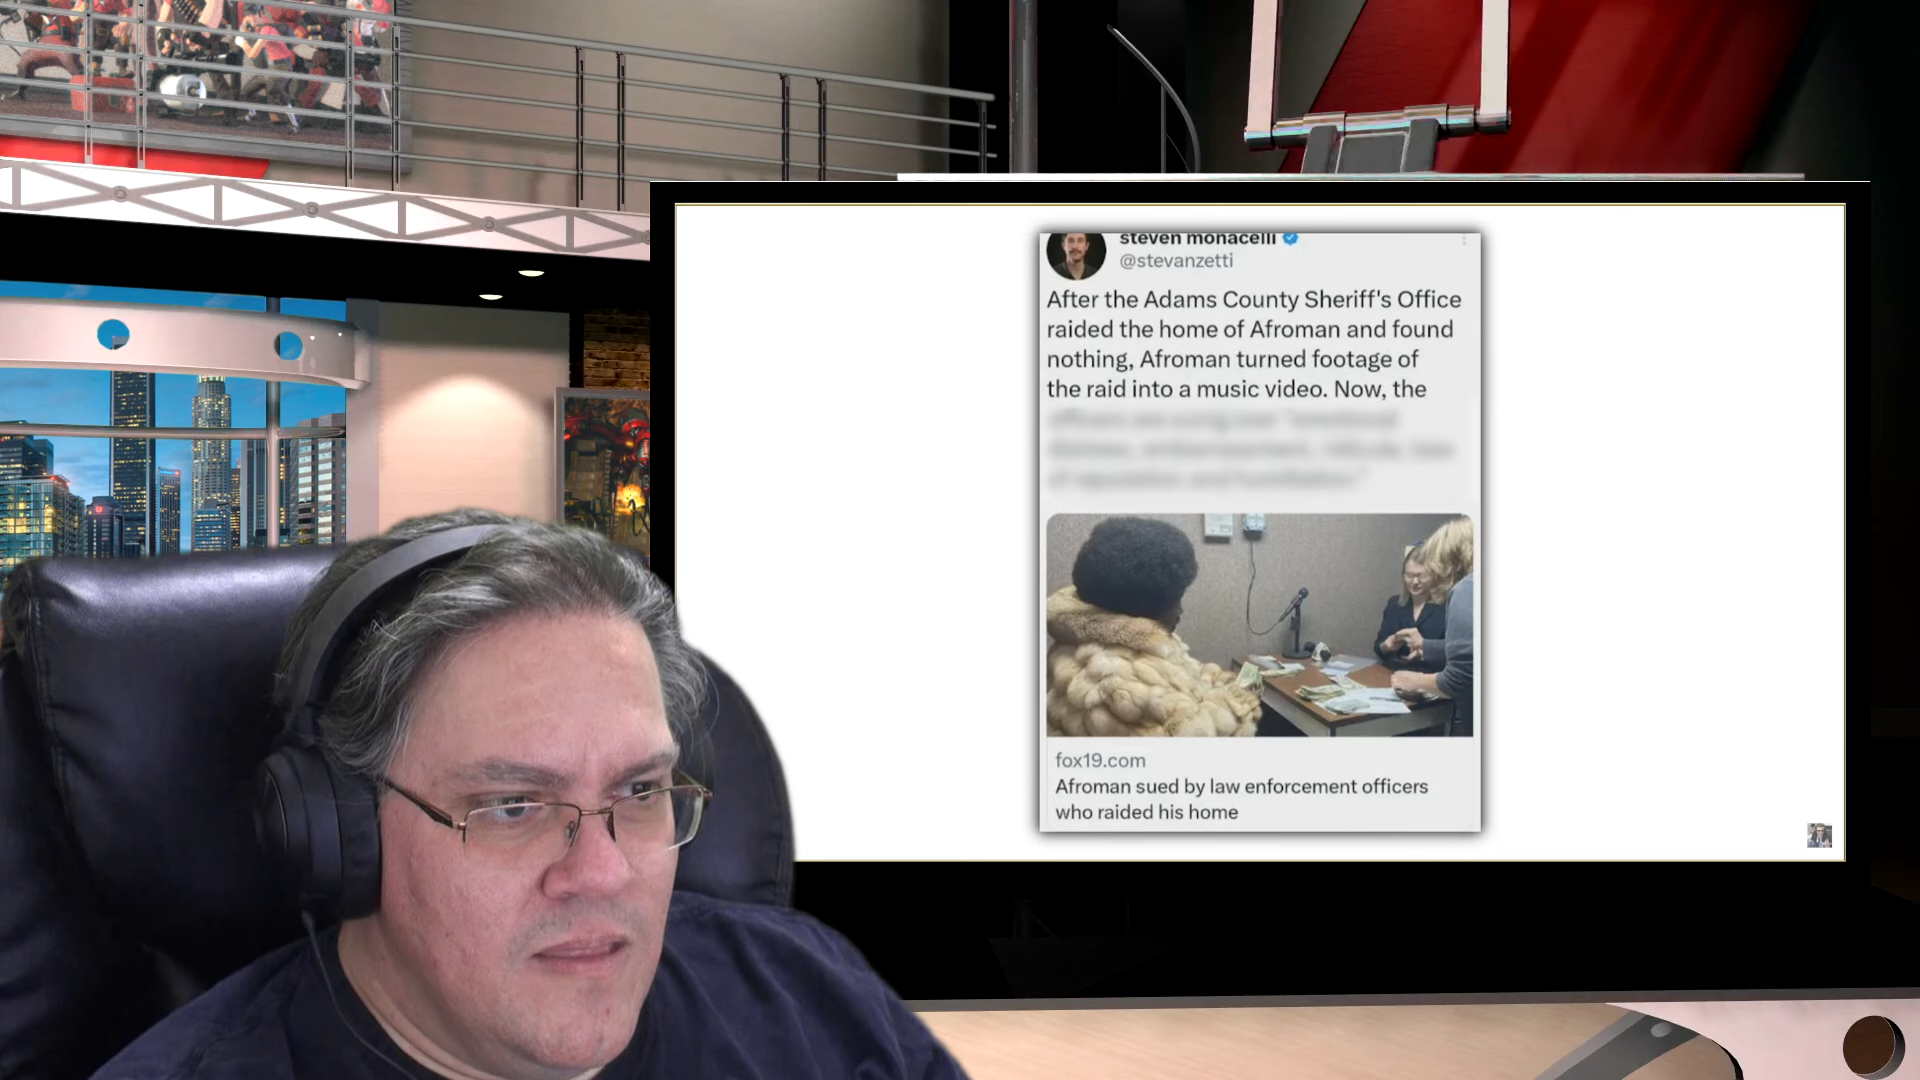 steven monacelli
@stevanzetti
After the Adams County Sheriff's Office
raided the home of Afroman and found
nothing, Afroman turned footage of
the raid into a music video. Now, the
fox19.com
Afroman sued by law enforcement officers
who raided his home